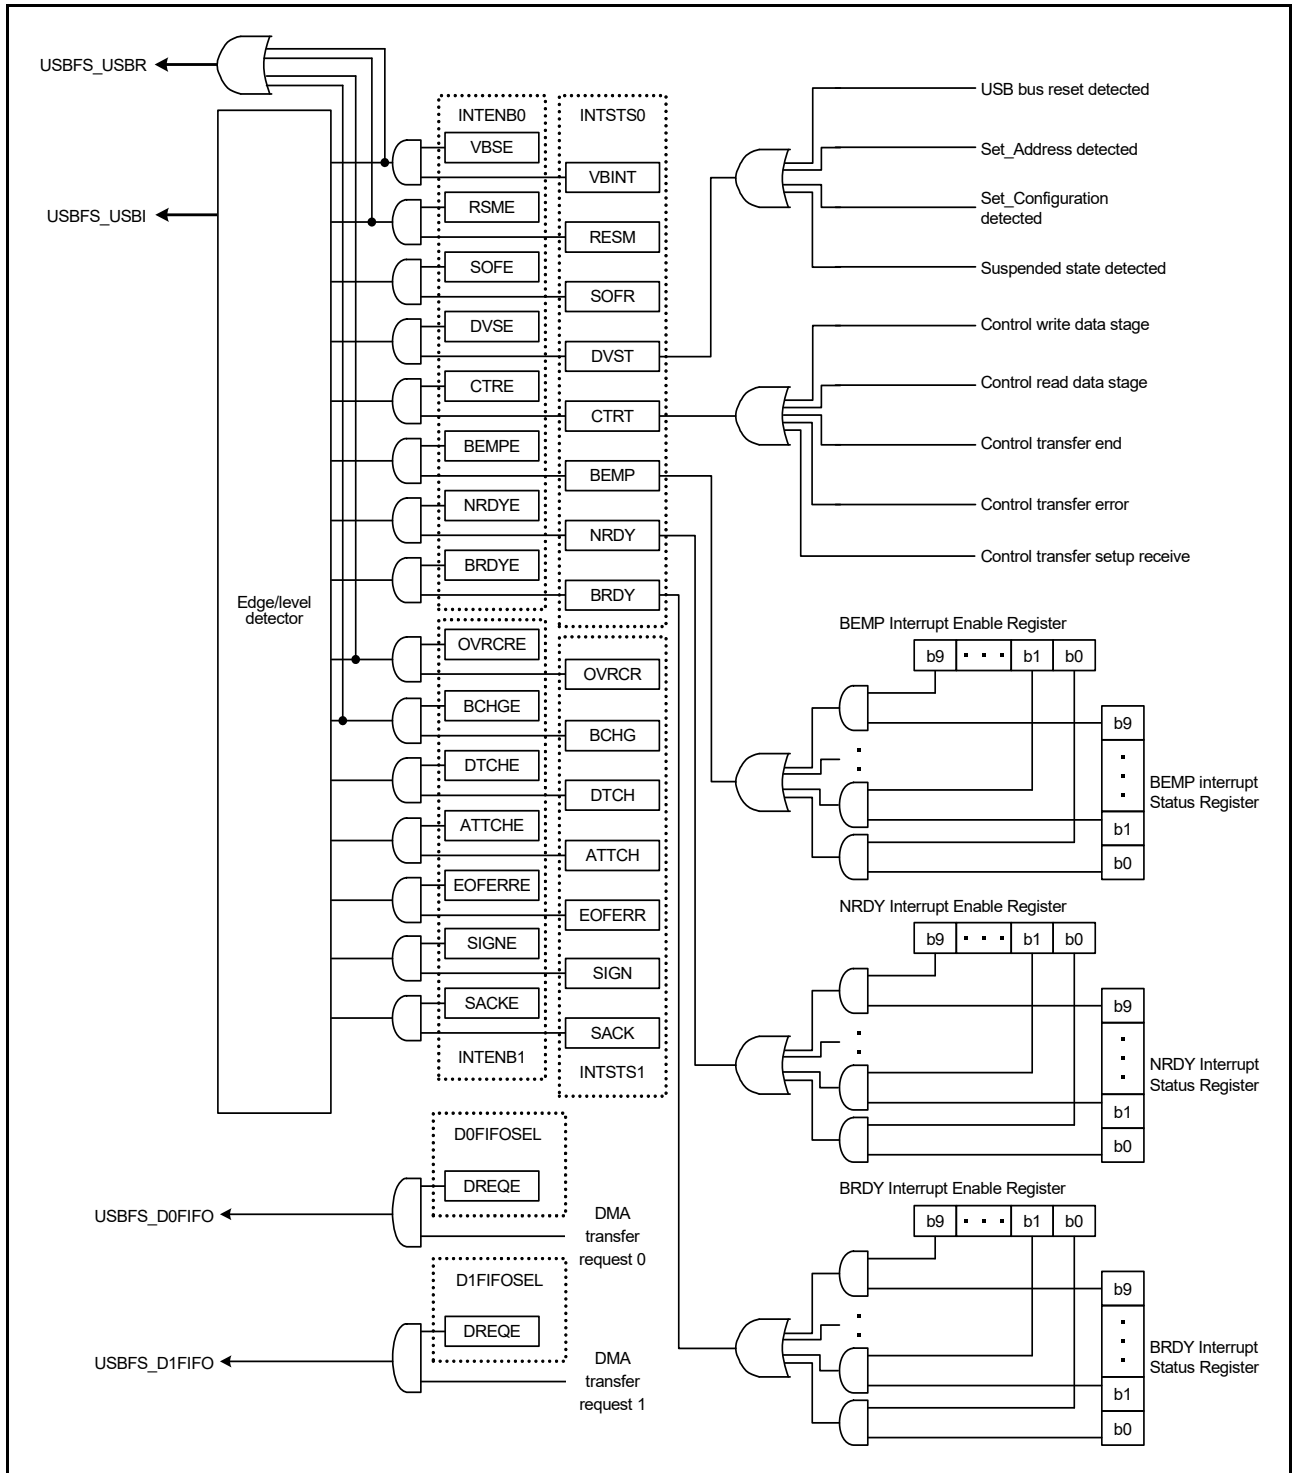 USBFS_USBR
USBFS_USBI
Edge/level
detector
INTENB0
VBSE
RSME
SOFE
DVSE
CTRE
BEMPE
NRDYE
BRDYE
INTSTS0
VBINT
RESM
SOFR
DVST
CTRT
BEMP
NRDY
BRDY
OVRCRE
BCHGE
DTCHE
ATTCHE
EOFERRE
SIGNE
SACKE
INTENB1
OVRCR
BCHG
DTCH
ATTCH
EOFERR
SIGN
SACK
INTSTS1
USB bus reset detected
Set_Address detected
Set_Configuration
detected
Suspended state detected
Control write data stage
Control read data stage
Control transfer end
Control transfer error
Control transfer setup receive
BEMP Interrupt Enable Register
b9 b1 b0
b9
b1
b0
BEMP interrupt
Status Register
NRDY Interrupt Enable Register
b9 b1 b0
b9
b1
b0
NRDY Interrupt
Status Register
BRDY Interrupt Enable Register
b9 b1 b0
b9
b1
b0
BRDY Interrupt
Status Register
D0FIFOSEL
DREQE
USBFS_D0FIFO
DMA
transfer
request 0
D1FIFOSEL
DREQE
USBFS_D1FIFO
DMA
transfer
request 1